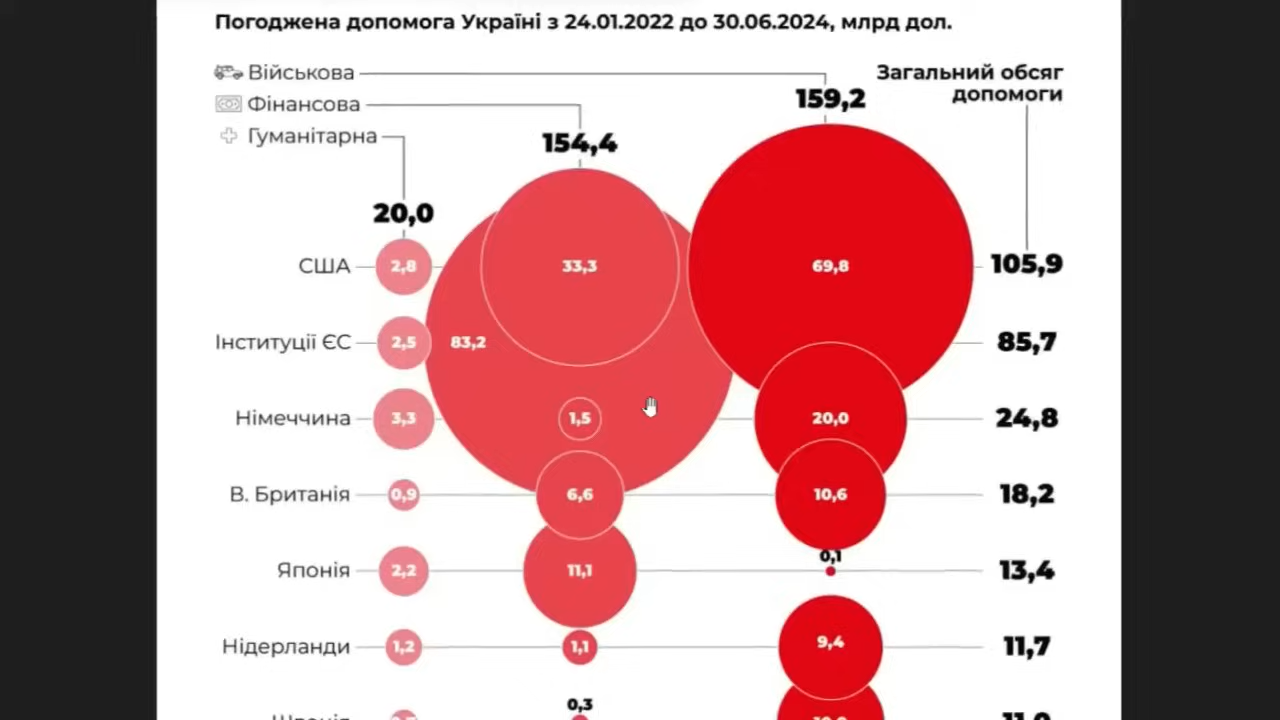 Погоджена допомога Україні з 24.01.2022 до 30.06.2024, млрд дол.
Військова
Фінансова
Гуманітарна
Загальний обсяг
допомоги
159,2
154,4
20,0
США 2,8 33,3 69,8 105,9
Інституції ЄС 2,5 83,2 85,7
Німеччина 3,3 1,5 20,0 24,8
В. Британія 0,9 6,6 10,6 18,2
Японія 2,2 11,1 0,1 13,4
Нідерланди 1,2 1,1 9,4 11,7
0,3